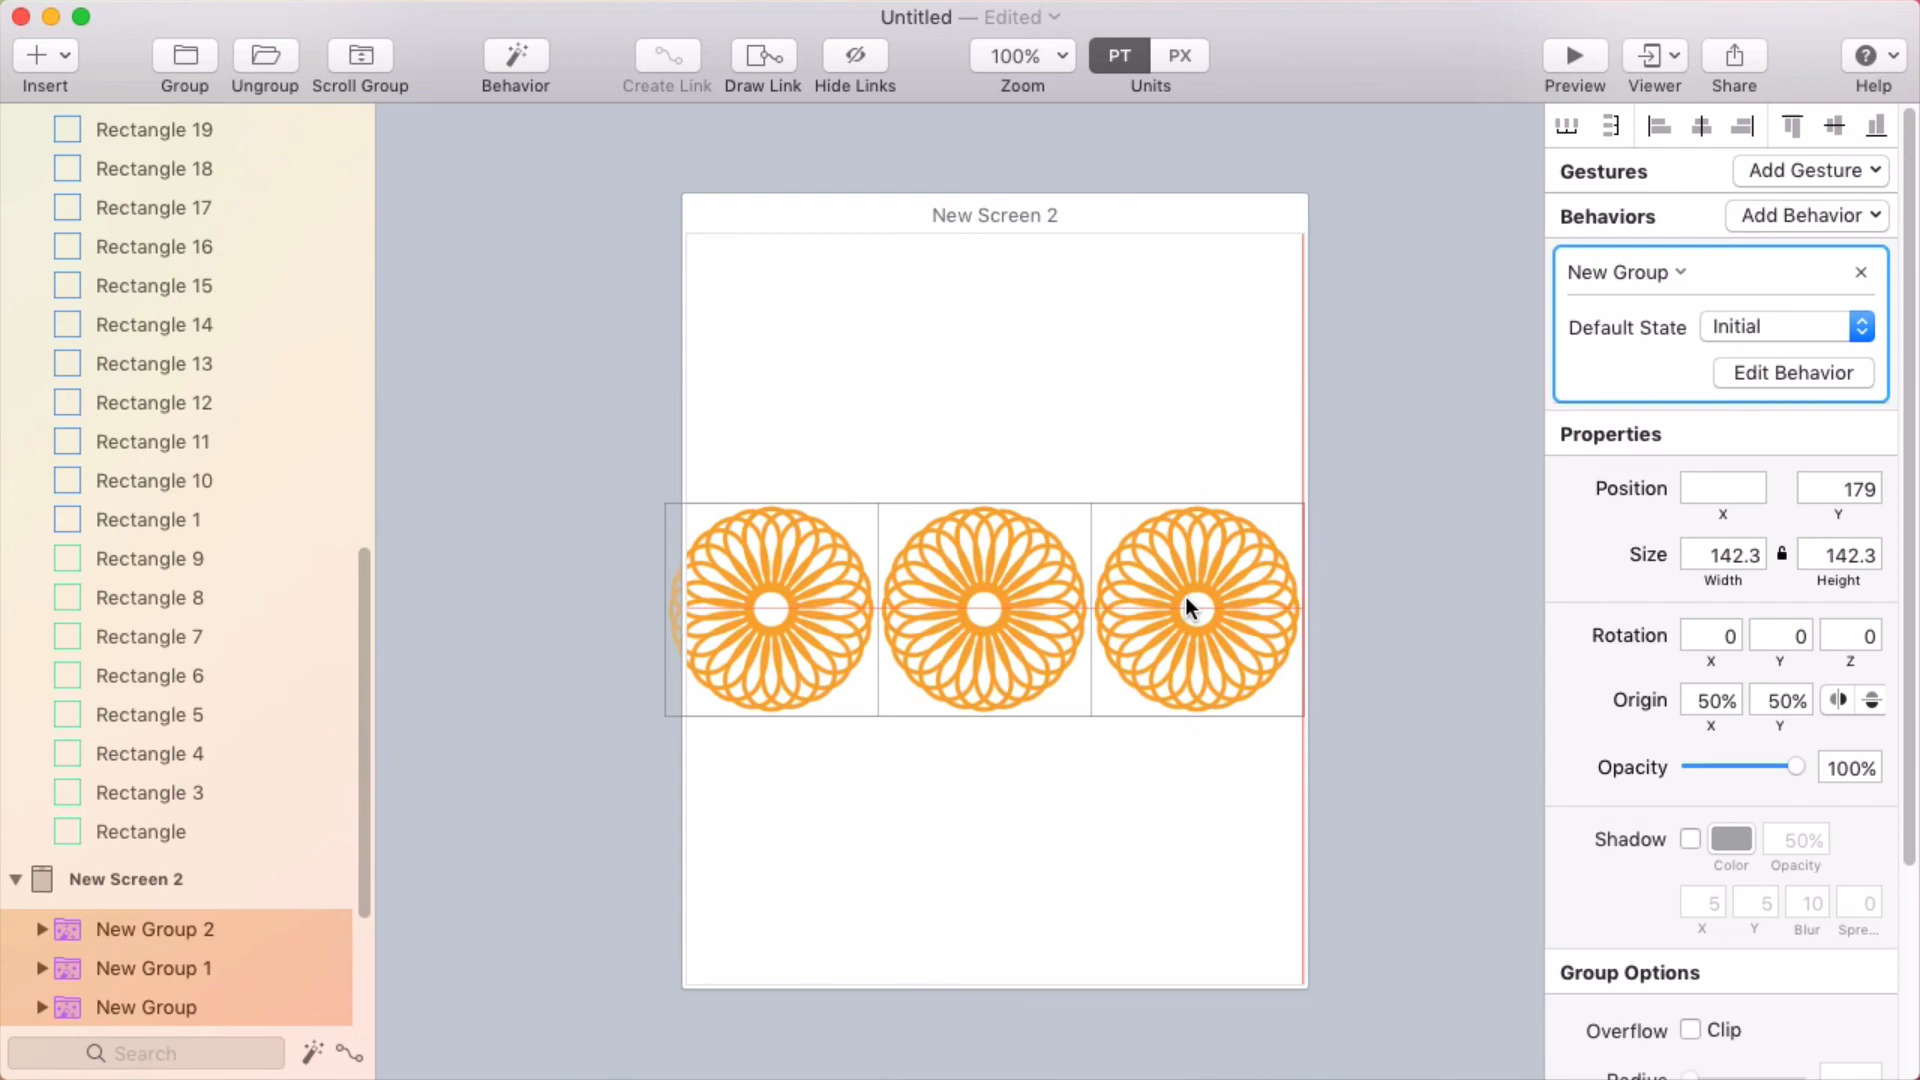 Untitled — Edited
Insert
Group
Ungroup
Scroll Group
Behavior
Create Link
Draw Link
Hide Links
100%
Zoom
PT PX
Units
Preview
Viewer
Share
Help
Rectangle 19
Rectangle 18
Rectangle 17
Rectangle 16
Rectangle 15
Rectangle 14
Rectangle 13
Rectangle 12
Rectangle 11
Rectangle 10
Rectangle 1
Rectangle 9
Rectangle 8
Rectangle 7
Rectangle 6
Rectangle 5
Rectangle 4
Rectangle 3
Rectangle
New Screen 2
New Group 2
New Group 1
New Group
Search
New Screen 2
Gestures Add Gesture
Behaviors Add Behavior
New Group
Default State Initial
Edit Behavior
Properties
Position 179
X Y
Size 142.3 142.3
Width Height
Rotation 0 0 0
X Y Z
Origin 50% 50%
X Y
Opacity 100%
Shadow 50%
Color Opacity
5 5 10 0
X Y Blur Spre...
Group Options
Overflow Clip
Radius